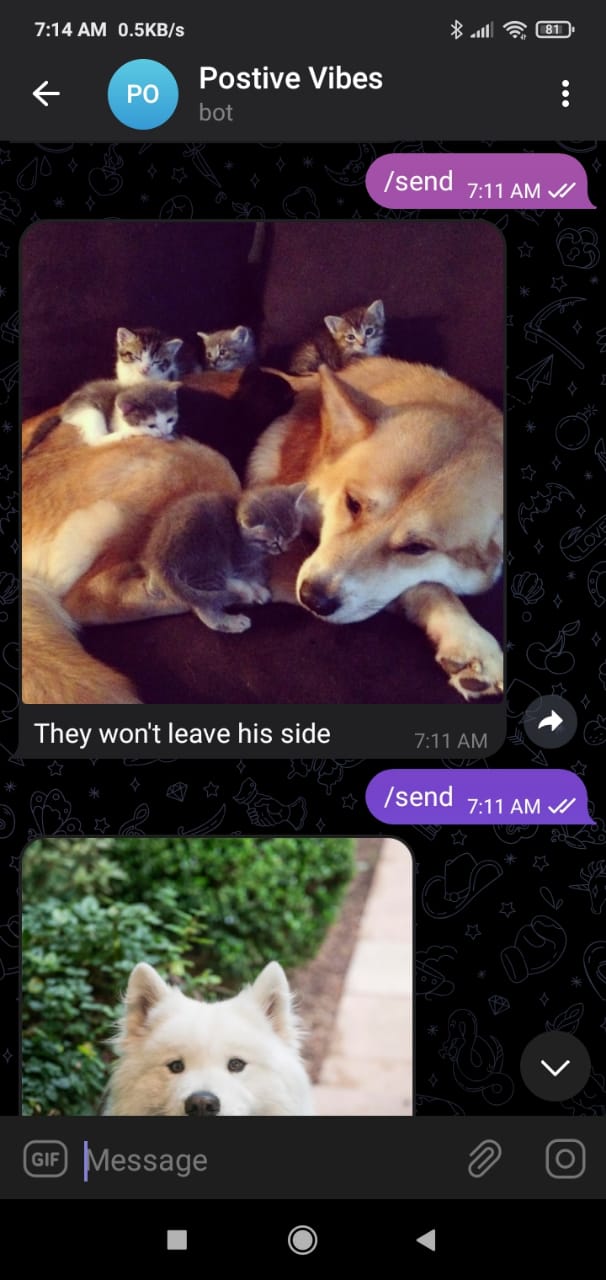 7:14 AM 0.5KB/s 81
PO
Postive Vibes
bot
/send 7:11 AM
They won't leave his side 7:11 AM
/send 7:11 AM
GIF Message